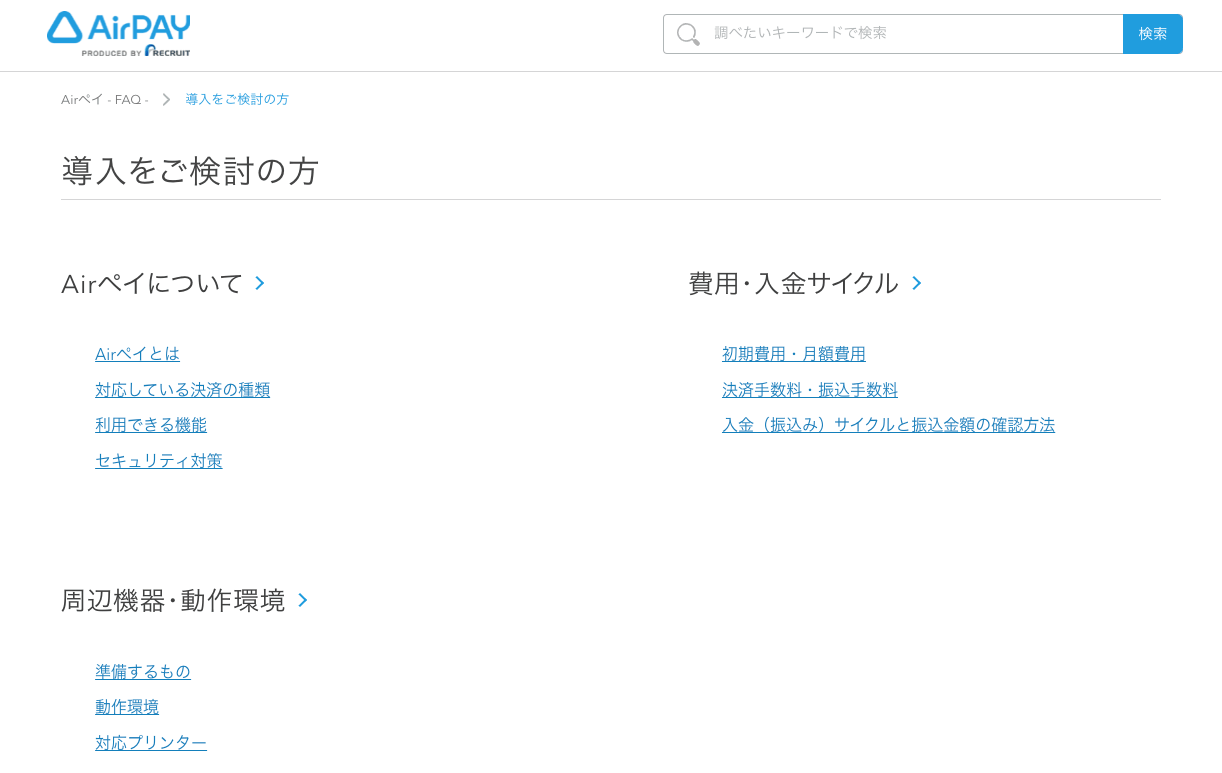 AirPAY
PRODUCED BY RECRUIT
調べたいキーワードで検索
検索
Airペイ - FAQ -
導入をご検討の方
導入をご検討の方
Airペイについて
Airペイとは
対応している決済の種類
利用できる機能
セキュリティ対策
費用・入金サイクル
初期費用・月額費用
決済手数料・振込手数料
入金（振込み）サイクルと振込金額の確認方法
周辺機器・動作環境
準備するもの
動作環境
対応プリンター